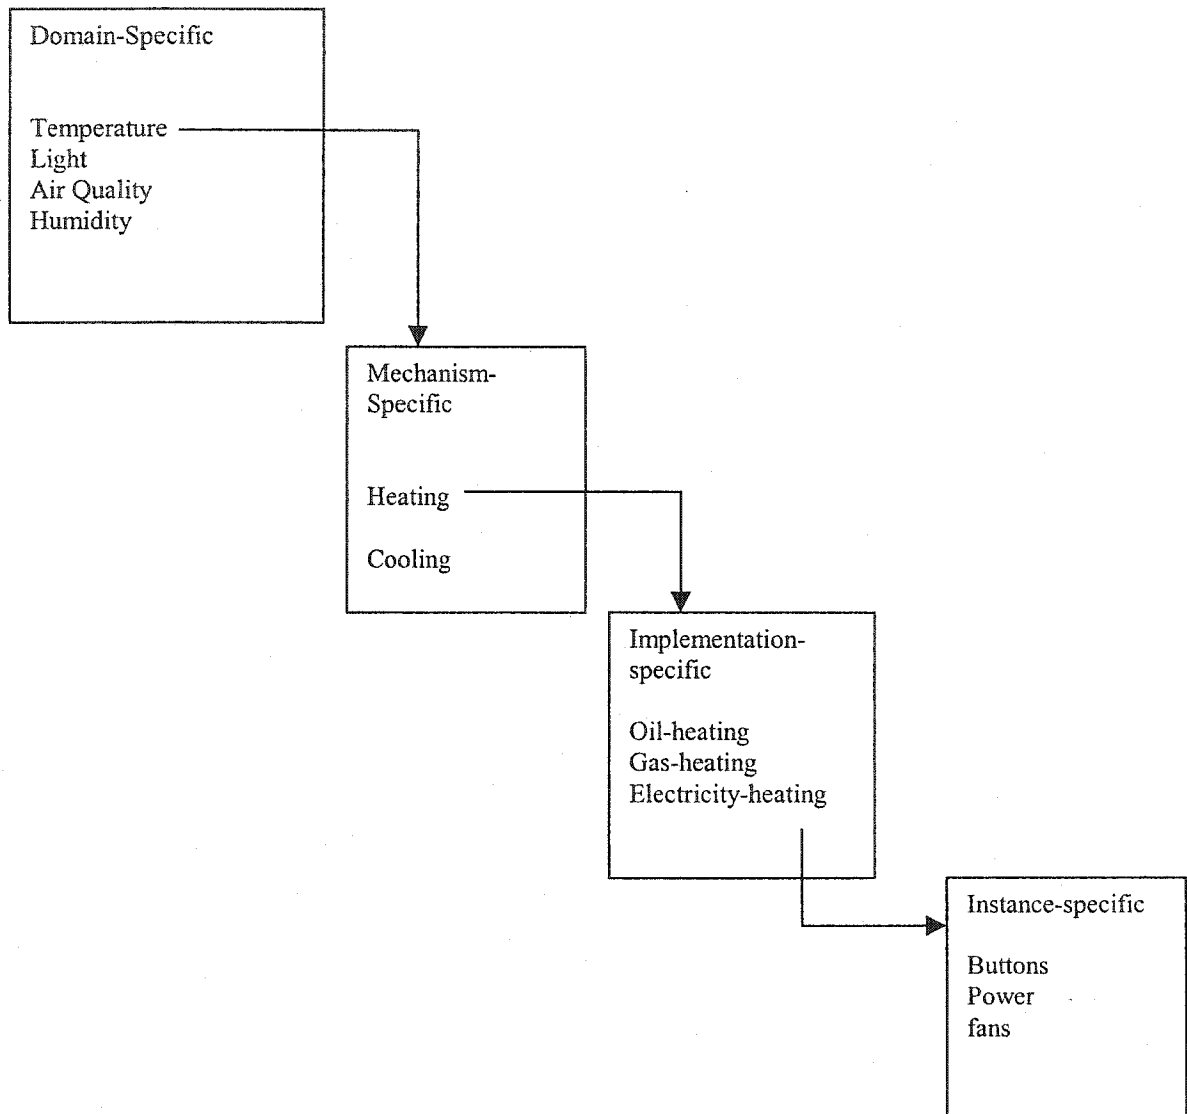 Domain-Specific
Temperature
Light
Air Quality
Humidity
Mechanism-
Specific
Heating
Cooling
Implementation-
specific
Oil-heating
Gas-heating
Electricity-heating
Instance-specific
Buttons
Power
fans